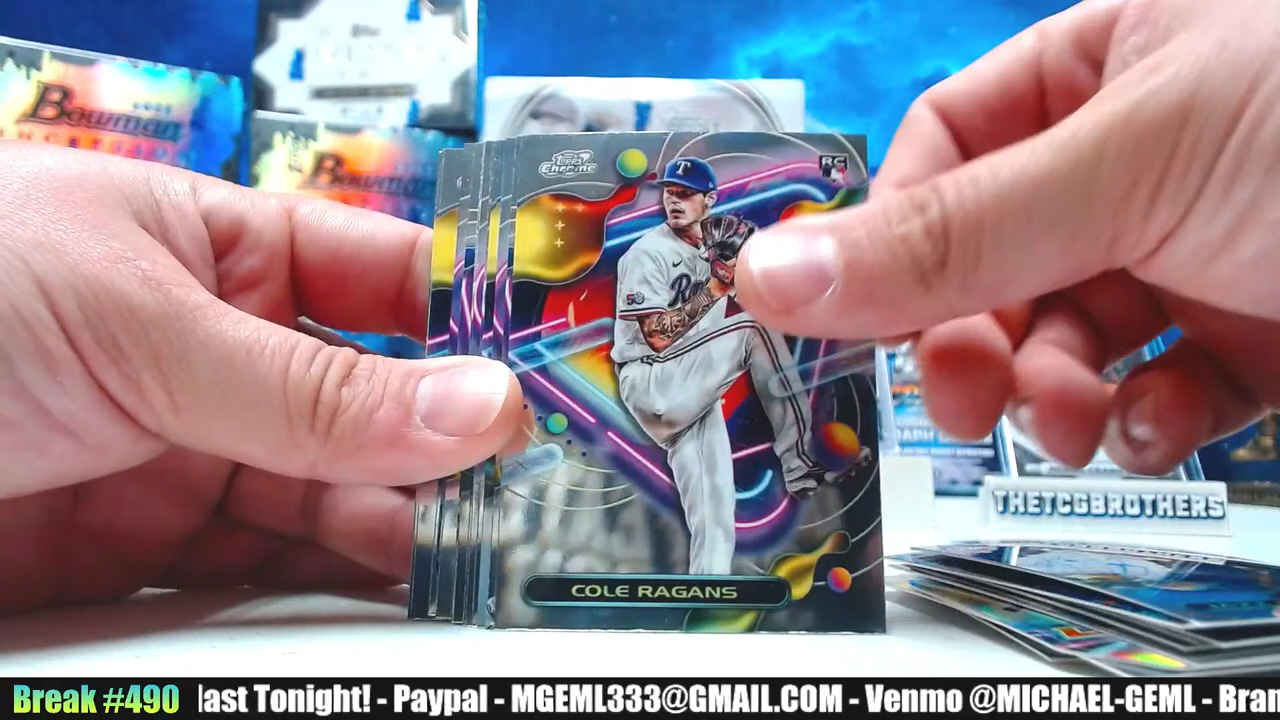 Bowman
Bowman
Topps
Chrome
RC
T
COLE RAGANS
THETCGBROTHERS
Break #490
last Tonight! - Paypal - MGEML333@GMAIL.COM - Venmo @MICHAEL-GEML - Bran